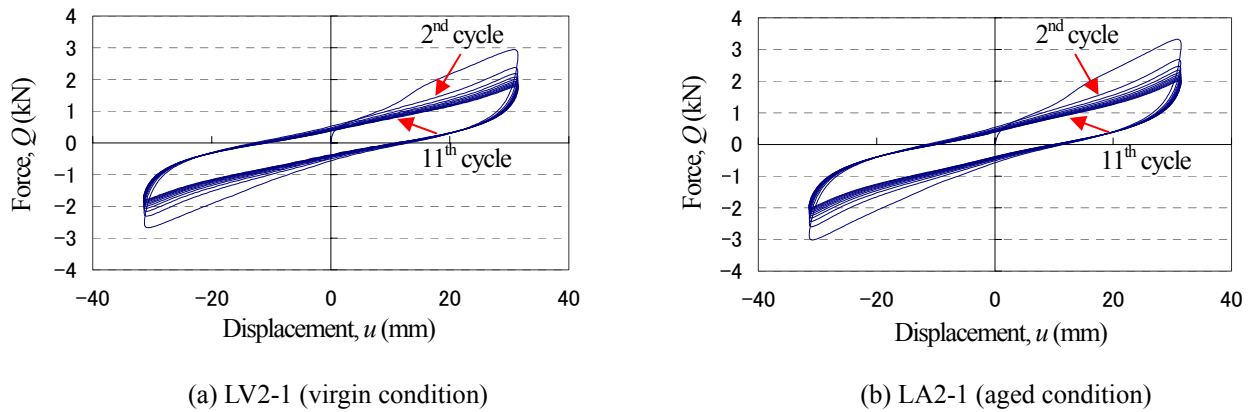 4
3
2
1
0
−1
−2
−3
−4
Force, Q (kN)
2nd cycle
11th cycle
−40
−20
0
20
40
Displacement, u (mm)
(a) LV2-1 (virgin condition)
4
3
2
1
0
−1
−2
−3
−4
Force, Q (kN)
2nd cycle
11th cycle
−40
−20
0
20
40
Displacement, u (mm)
(b) LA2-1 (aged condition)